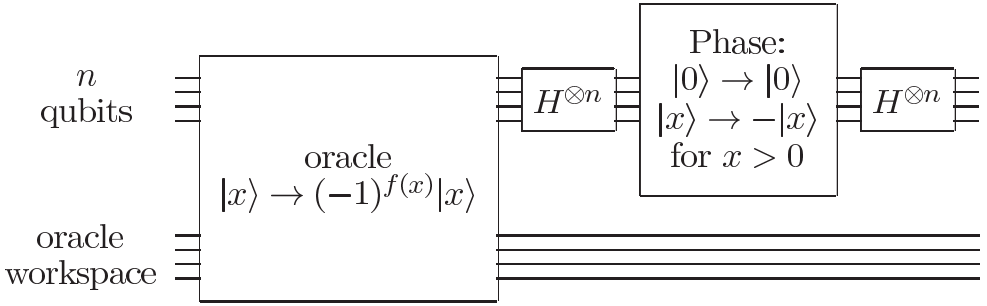 n
qubits
oracle
|x⟩ → (−1)^{f(x)}|x⟩
oracle
workspace
H^{⊗n}
Phase:
|0⟩ → |0⟩
|x⟩ → −|x⟩
for x > 0
H^{⊗n}